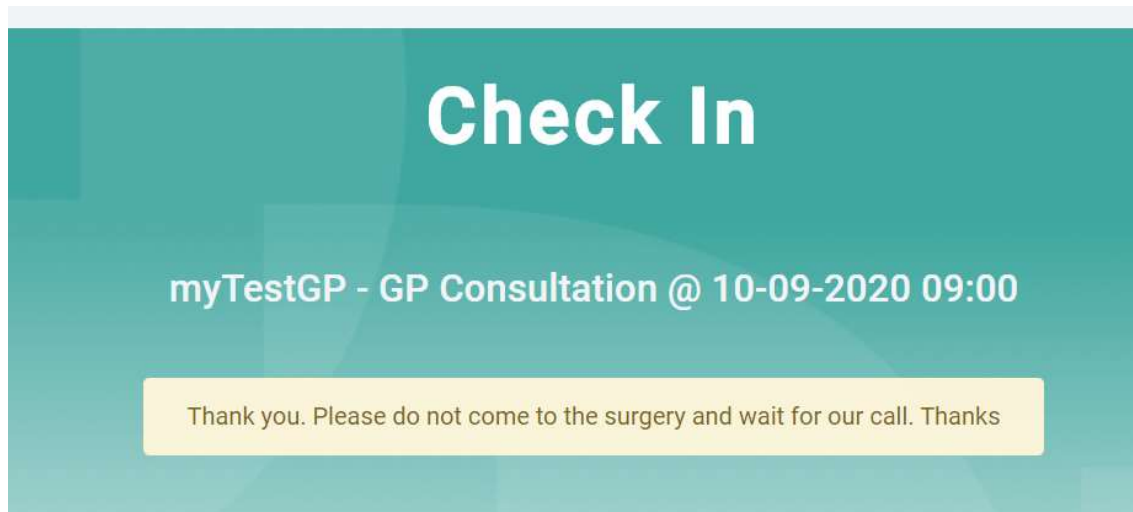 Check In
myTestGP - GP Consultation @ 10-09-2020 09:00
Thank you. Please do not come to the surgery and wait for our call. Thanks